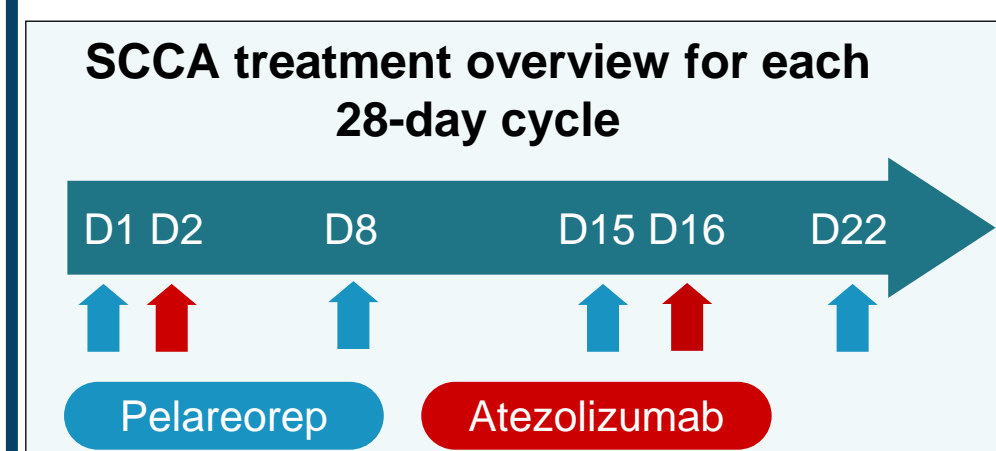 SCCA treatment overview for each
28-day cycle
D1 D2 D8 D15 D16 D22
Pelareorep Atezolizumab